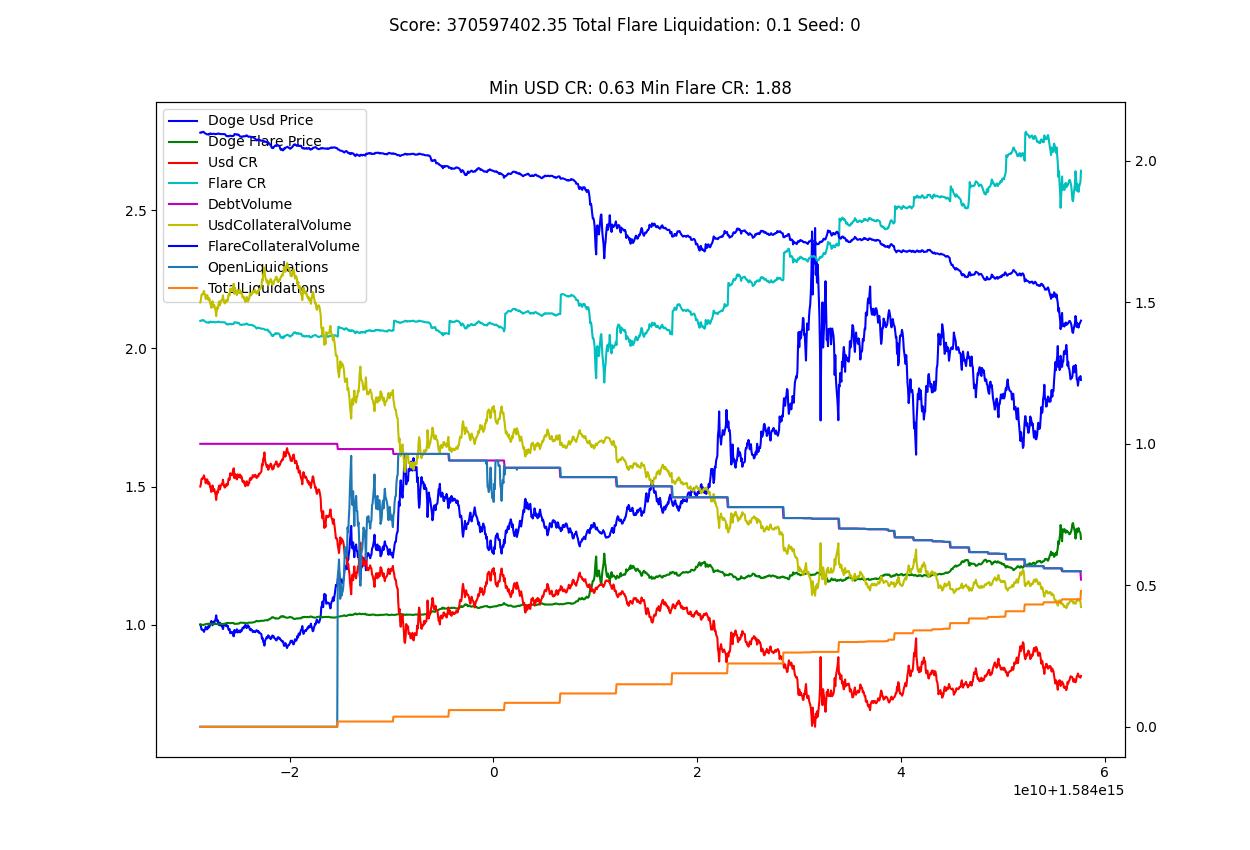 Score: 370597402.35 Total Flare Liquidation: 0.1 Seed: 0
Min USD CR: 0.63 Min Flare CR: 1.88
Doge Usd Price
Doge Flare Price
Usd CR
Flare CR
DebtVolume
UsdCollateralVolume
FlareCollateralVolume
OpenLiquidations
TotalLiquidations
2.5
2.0
1.5
1.0
2.0
1.5
1.0
0.5
0.0
−2 0 2 4 6
1e10+1.584e15